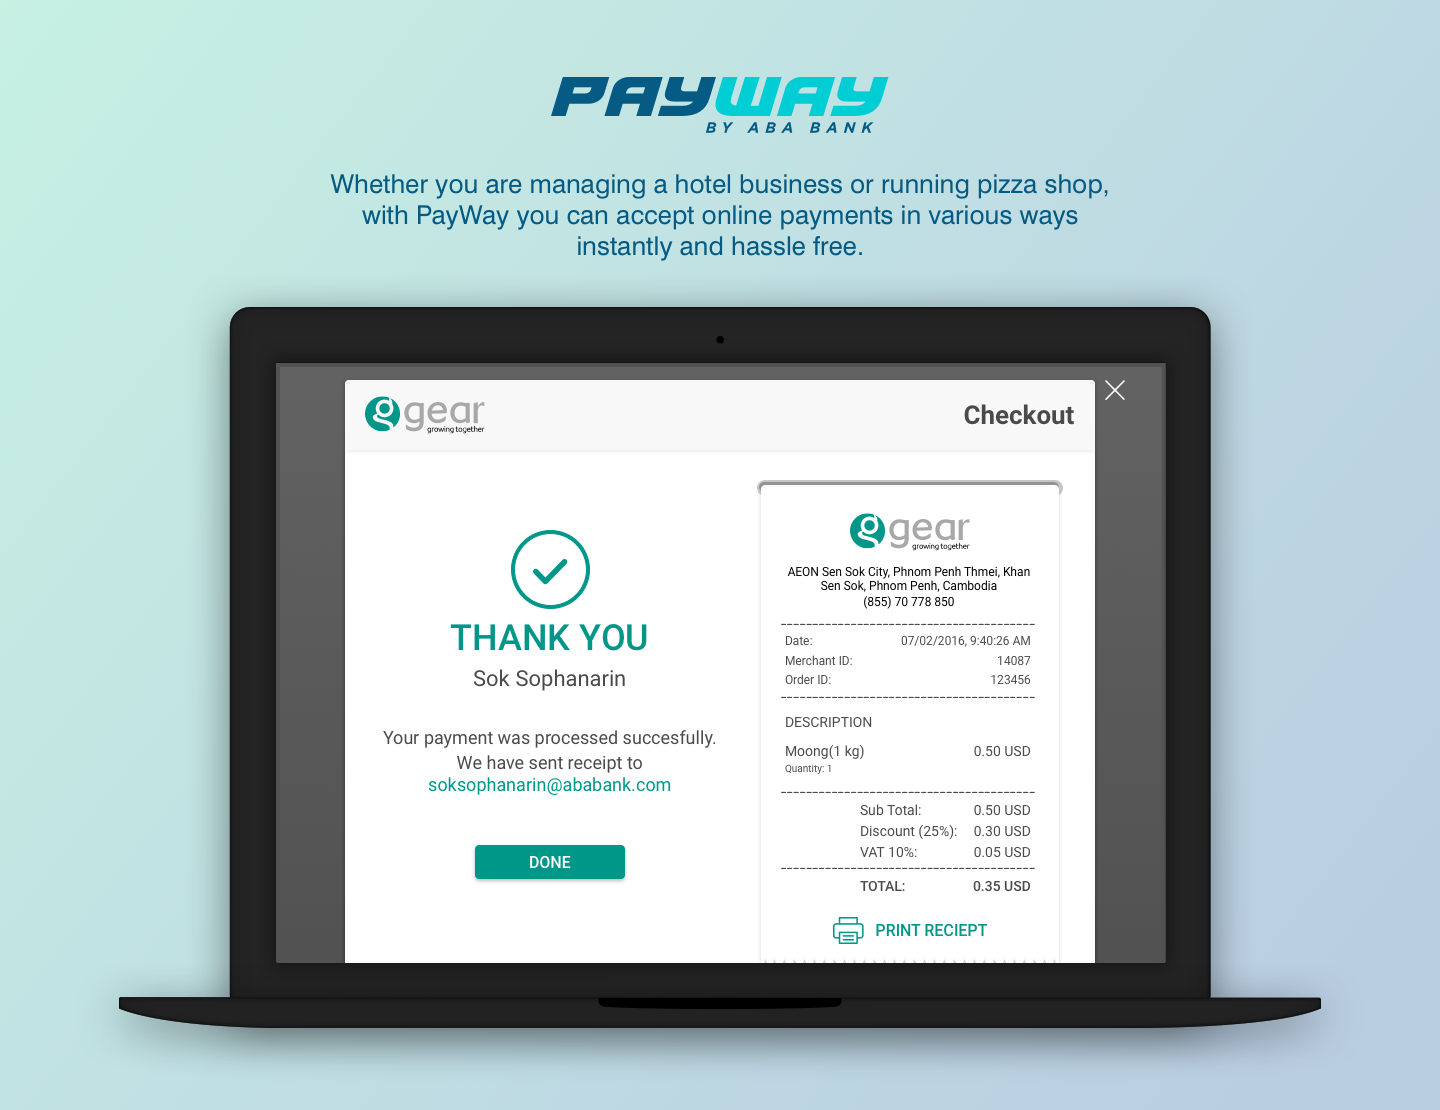 PAYWAY
BY ABA BANK
Whether you are managing a hotel business or running pizza shop,
with PayWay you can accept online payments in various ways
instantly and hassle free.
g gear
growing together
Checkout
THANK YOU
Sok Sophanarin
Your payment was processed succesfully.
We have sent receipt to
soksophanarin@ababank.com
DONE
g gear
growing together
AEON Sen Sok City, Phnom Penh Thmei, Khan
Sen Sok, Phnom Penh, Cambodia
(855) 70 778 850
Date: 07/02/2016, 9:40:26 AM
Merchant ID: 14087
Order ID: 123456
DESCRIPTION
Moong(1 kg) 0.50 USD
Quantity: 1
Sub Total: 0.50 USD
Discount (25%): 0.30 USD
VAT 10%: 0.05 USD
TOTAL: 0.35 USD
PRINT RECIEPT